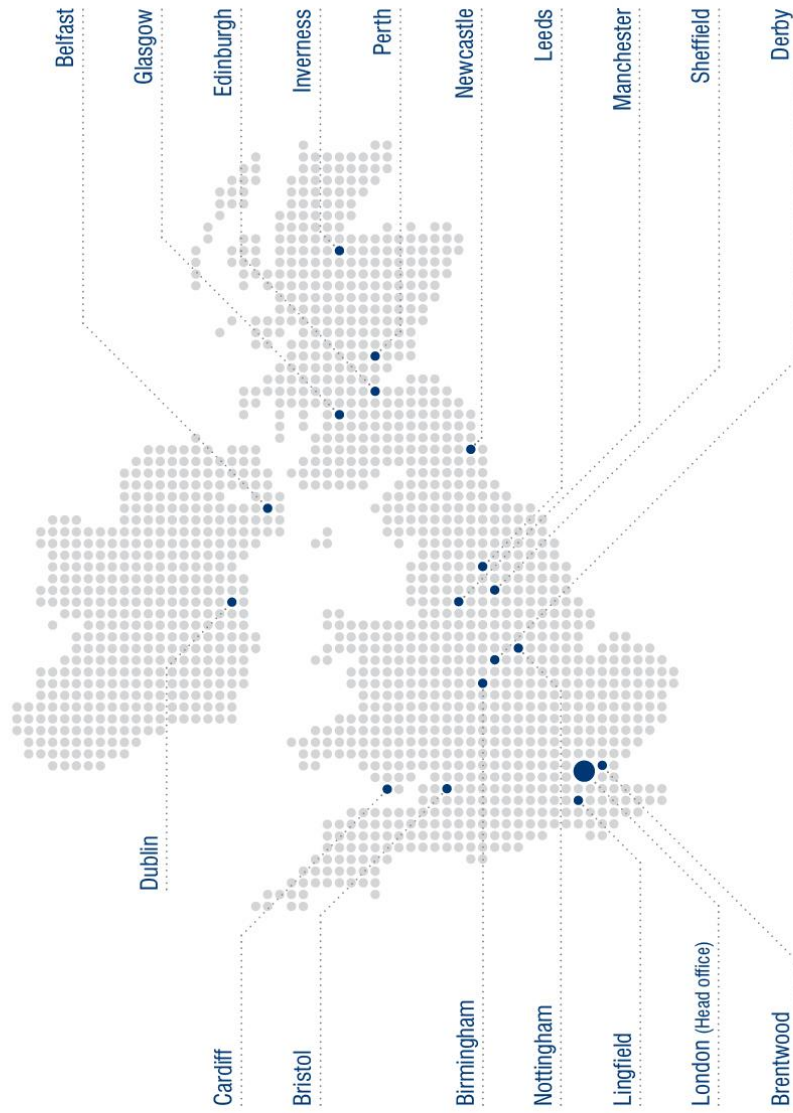 Belfast
Glasgow
Edinburgh
Inverness
Perth
Newcastle
Leeds
Manchester
Sheffield
Derby
Dublin
Cardiff
Bristol
Birmingham
Nottingham
Lingfield
London (Head office)
Brentwood